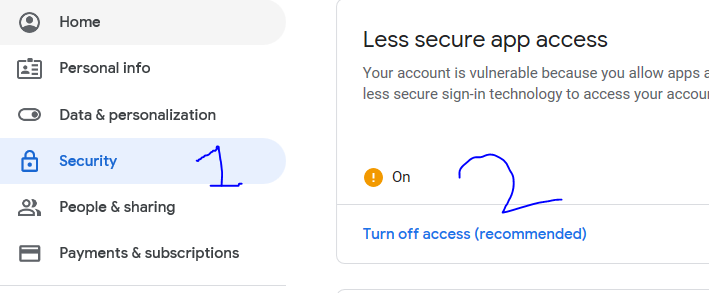 Home
Personal info
Data & personalization
Security
1
People & sharing
Payments & subscriptions
Less secure app access
Your account is vulnerable because you allow apps a
less secure sign-in technology to access your accou
On
2
Turn off access (recommended)